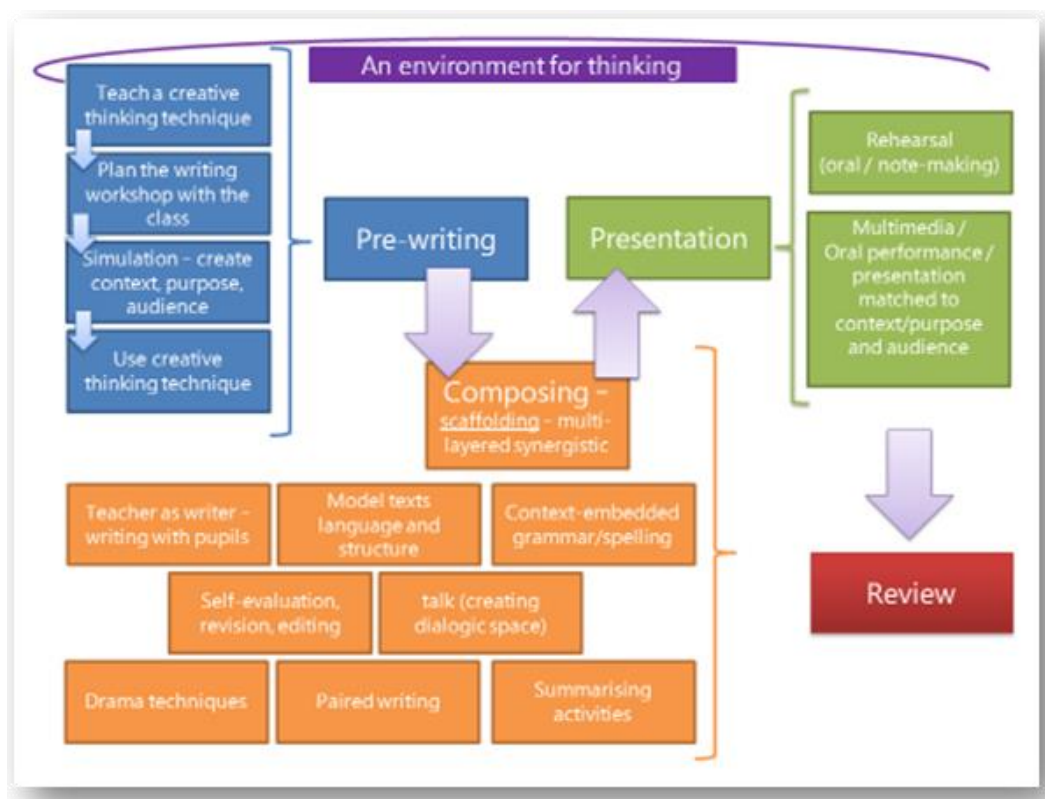 An environment for thinking
Teach a creative
thinking technique
Plan the writing
workshop with the
class
Simulation – create
context, purpose,
audience
Use creative
thinking technique
Pre-writing
Presentation
Rehearsal
(oral / note-making)
Multimedia /
Oral performance /
presentation
matched to
context/purpose
and audience
Composing –
scaffolding – multi-
layered synergistic
Teacher as writer –
writing with pupils
Model texts
language and
structure
Context-embedded
grammar/spelling
Self-evaluation,
revision, editing
talk (creating
dialogic space)
Drama techniques
Paired writing
Summarising
activities
Review